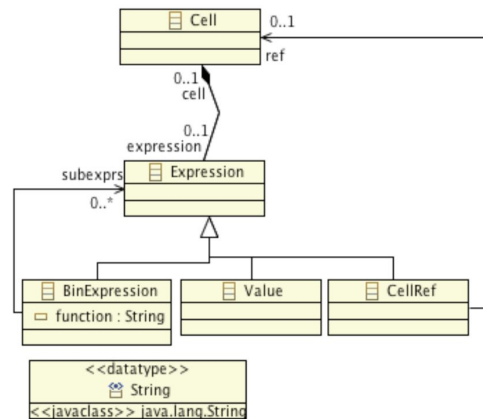 Cell
0..1
ref
0..1
cell
0..1
expression
subexprs
0..*
Expression
BinExpression
function : String
Value
CellRef
<<datatype>>
String
<<javaclass>> java.lang.String